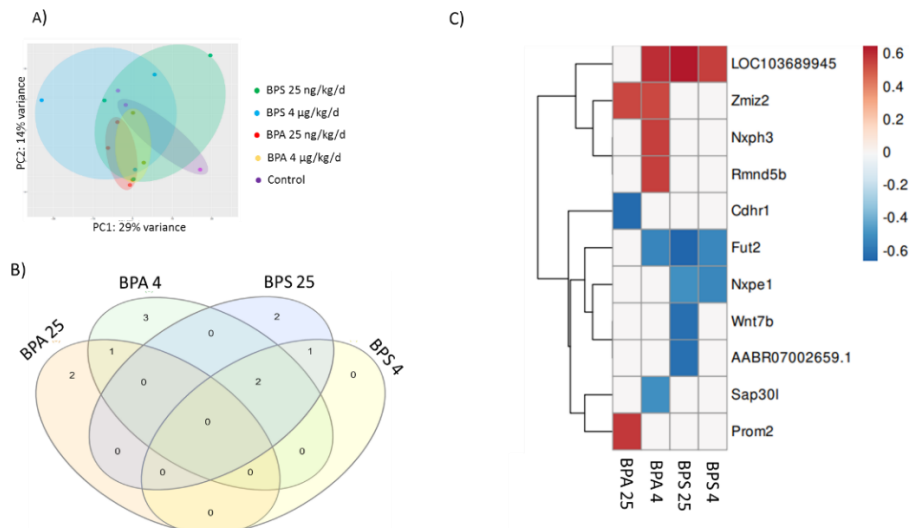 A)
PC2: 14% variance
PC1: 29% variance
BPS 25 ng/kg/d
BPS 4 µg/kg/d
BPA 25 ng/kg/d
BPA 4 µg/kg/d
Control
B)
BPA 25
BPA 4
BPS 25
BPS 4
3
0
2
1
1
2
0
0
2
0
0
0
0
0
0
0
C)
LOC103689945
Zmiz2
Nxph3
Rmnd5b
Cdhr1
Fut2
Nxpe1
Wnt7b
AABR07002659.1
Sap30l
Prom2
BPA 25
BPA 4
BPS 25
BPS 4
0.6
0.4
0.2
0
-0.2
-0.4
-0.6